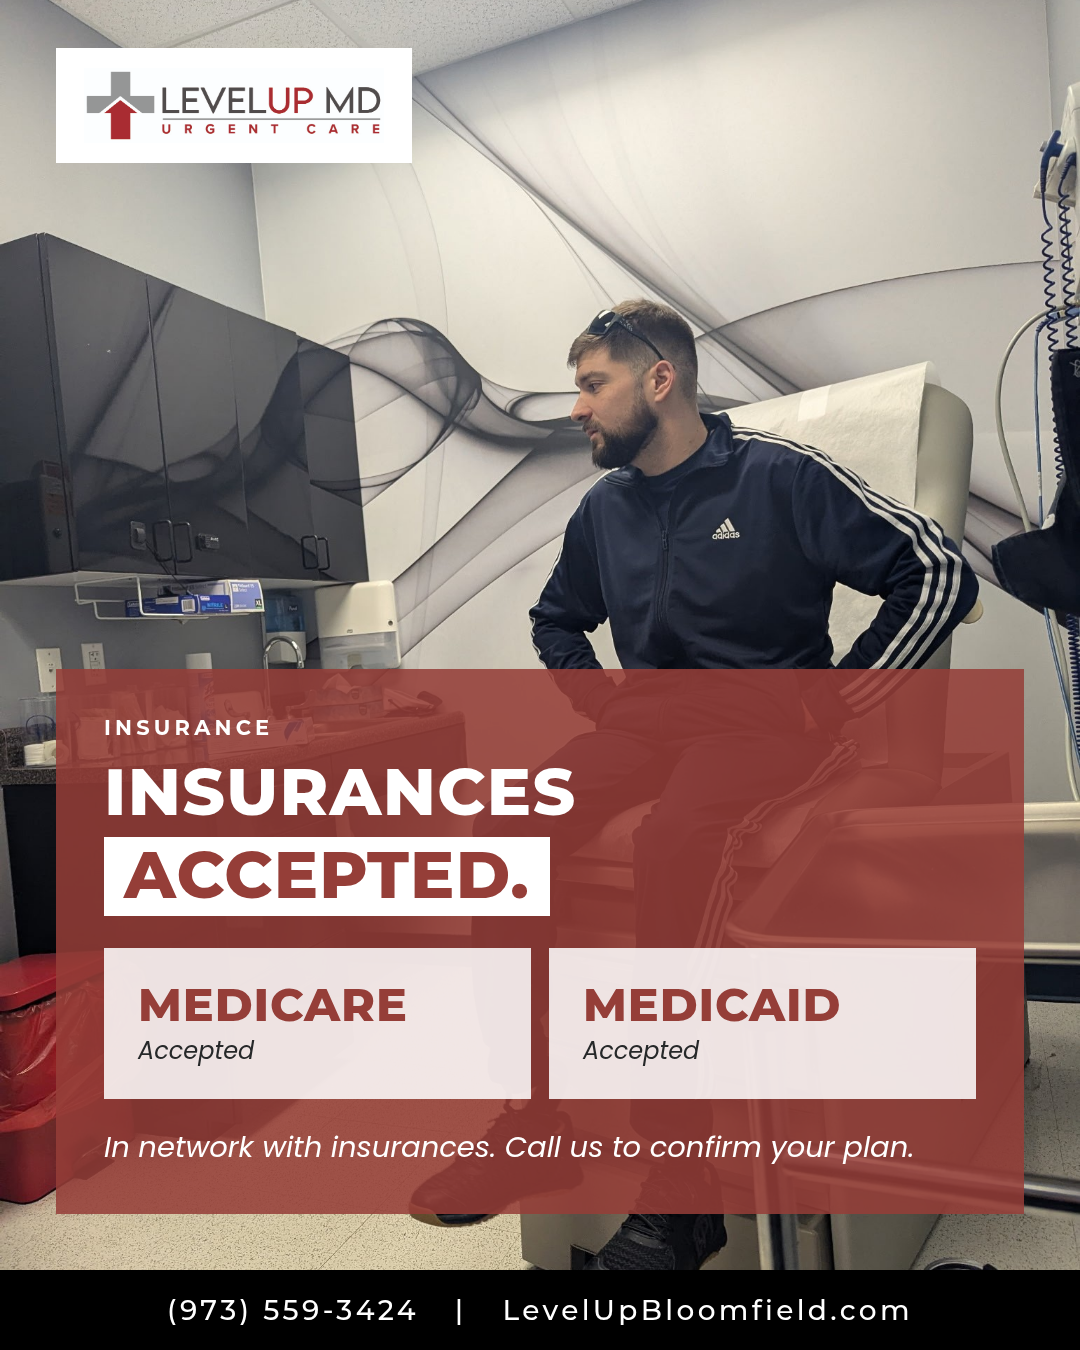 LEVELUP MD
URGENT CARE
adidas
INSURANCE
INSURANCES
ACCEPTED.
MEDICARE
Accepted
MEDICAID
Accepted
In network with insurances. Call us to confirm your plan.
(973) 559-3424 | LevelUpBloomfield.com